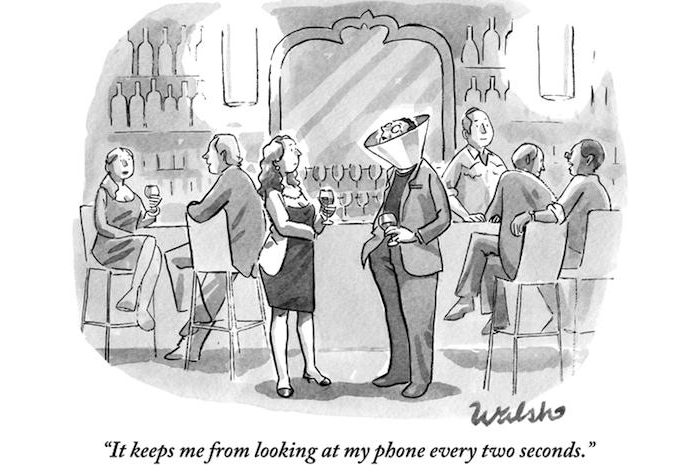 Walsh
“It keeps me from looking at my phone every two seconds.”